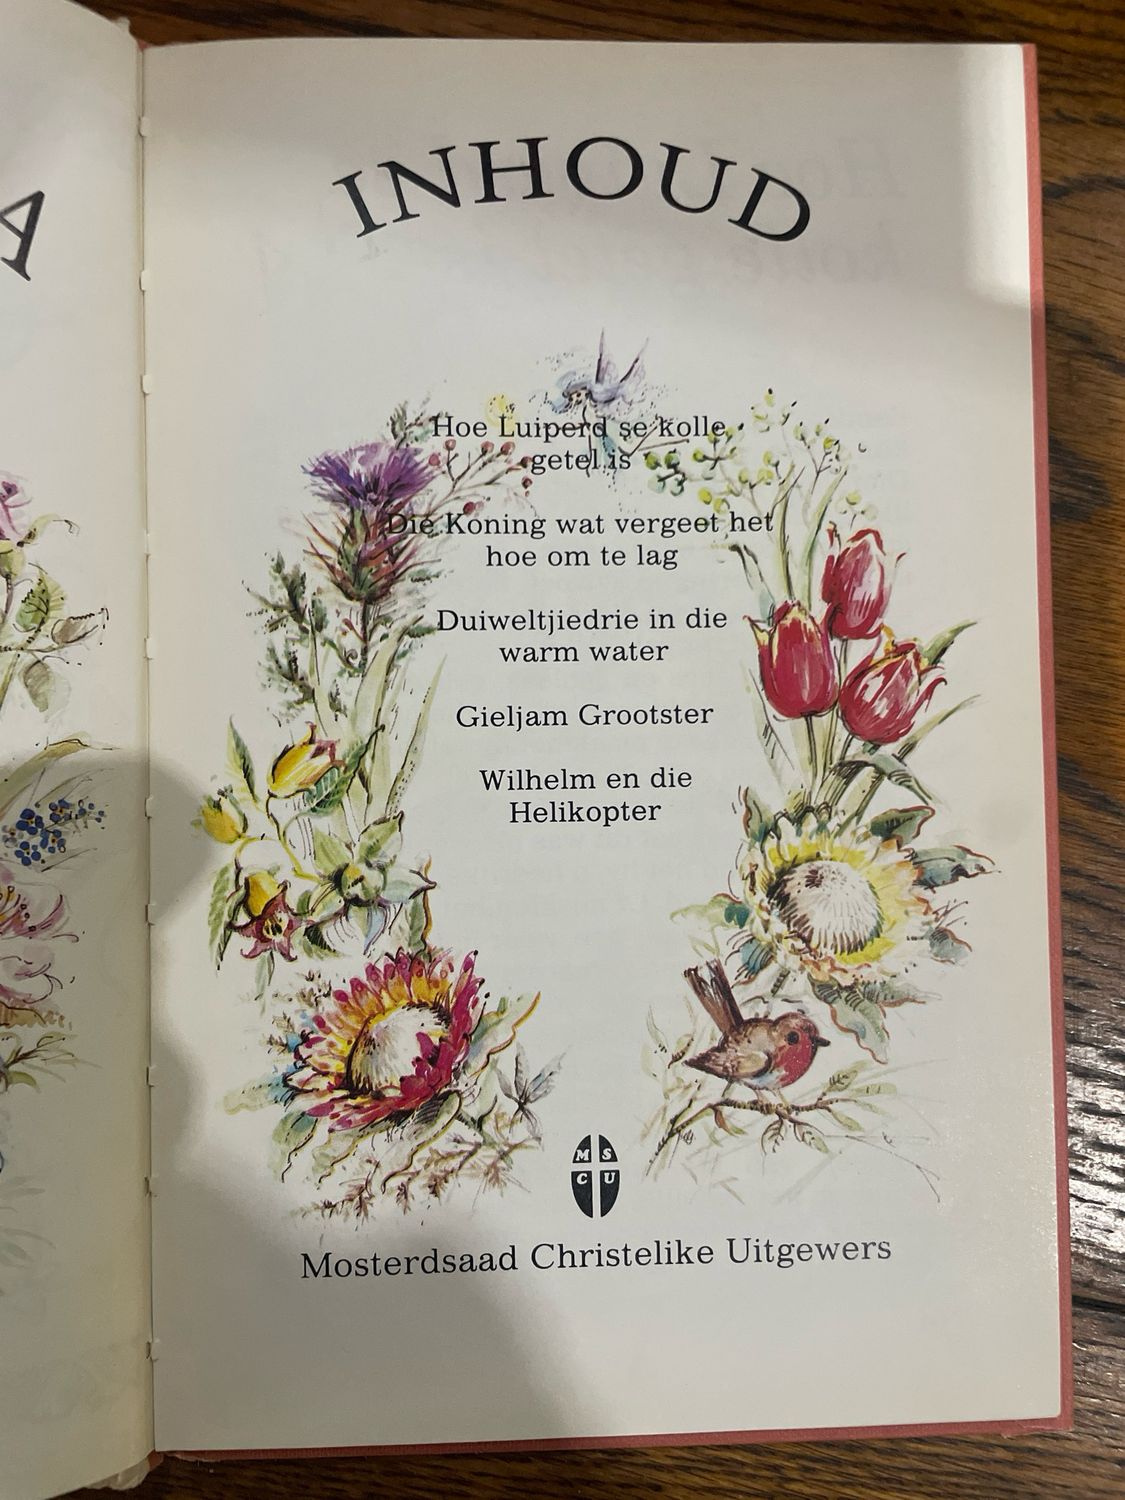 A
INHOUD
Hoe Luiperd se kolle
getel is
Die Koning wat vergeet het
hoe om te lag
Duiweltjiedrie in die
warm water
Gieljam Grootster
Wilhelm en die
Helikopter
M S
C U
Mosterdsaad Christelike Uitgewers